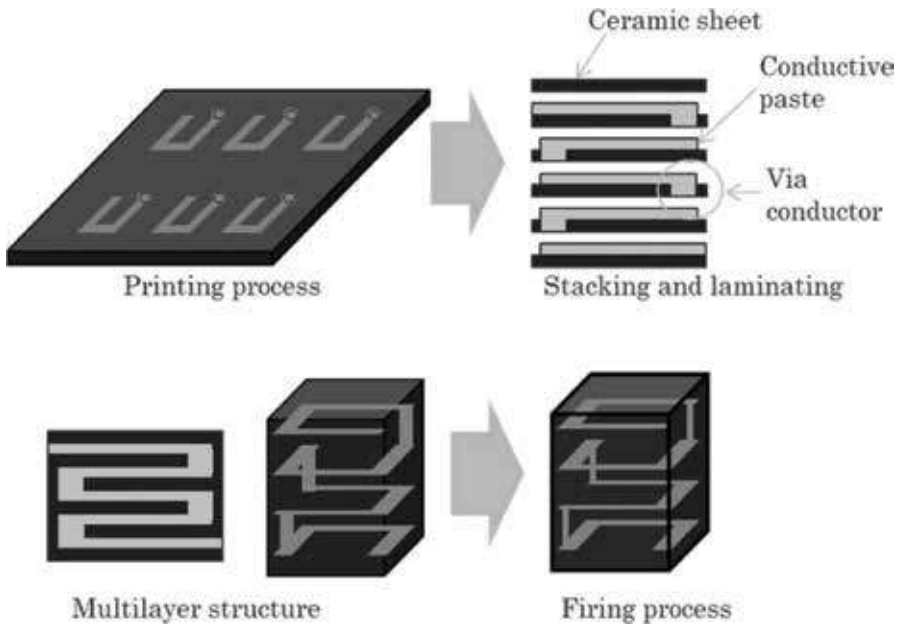 Ceramic sheet
Conductive
paste
Via
conductor
Printing process
Stacking and laminating
Multilayer structure
Firing process